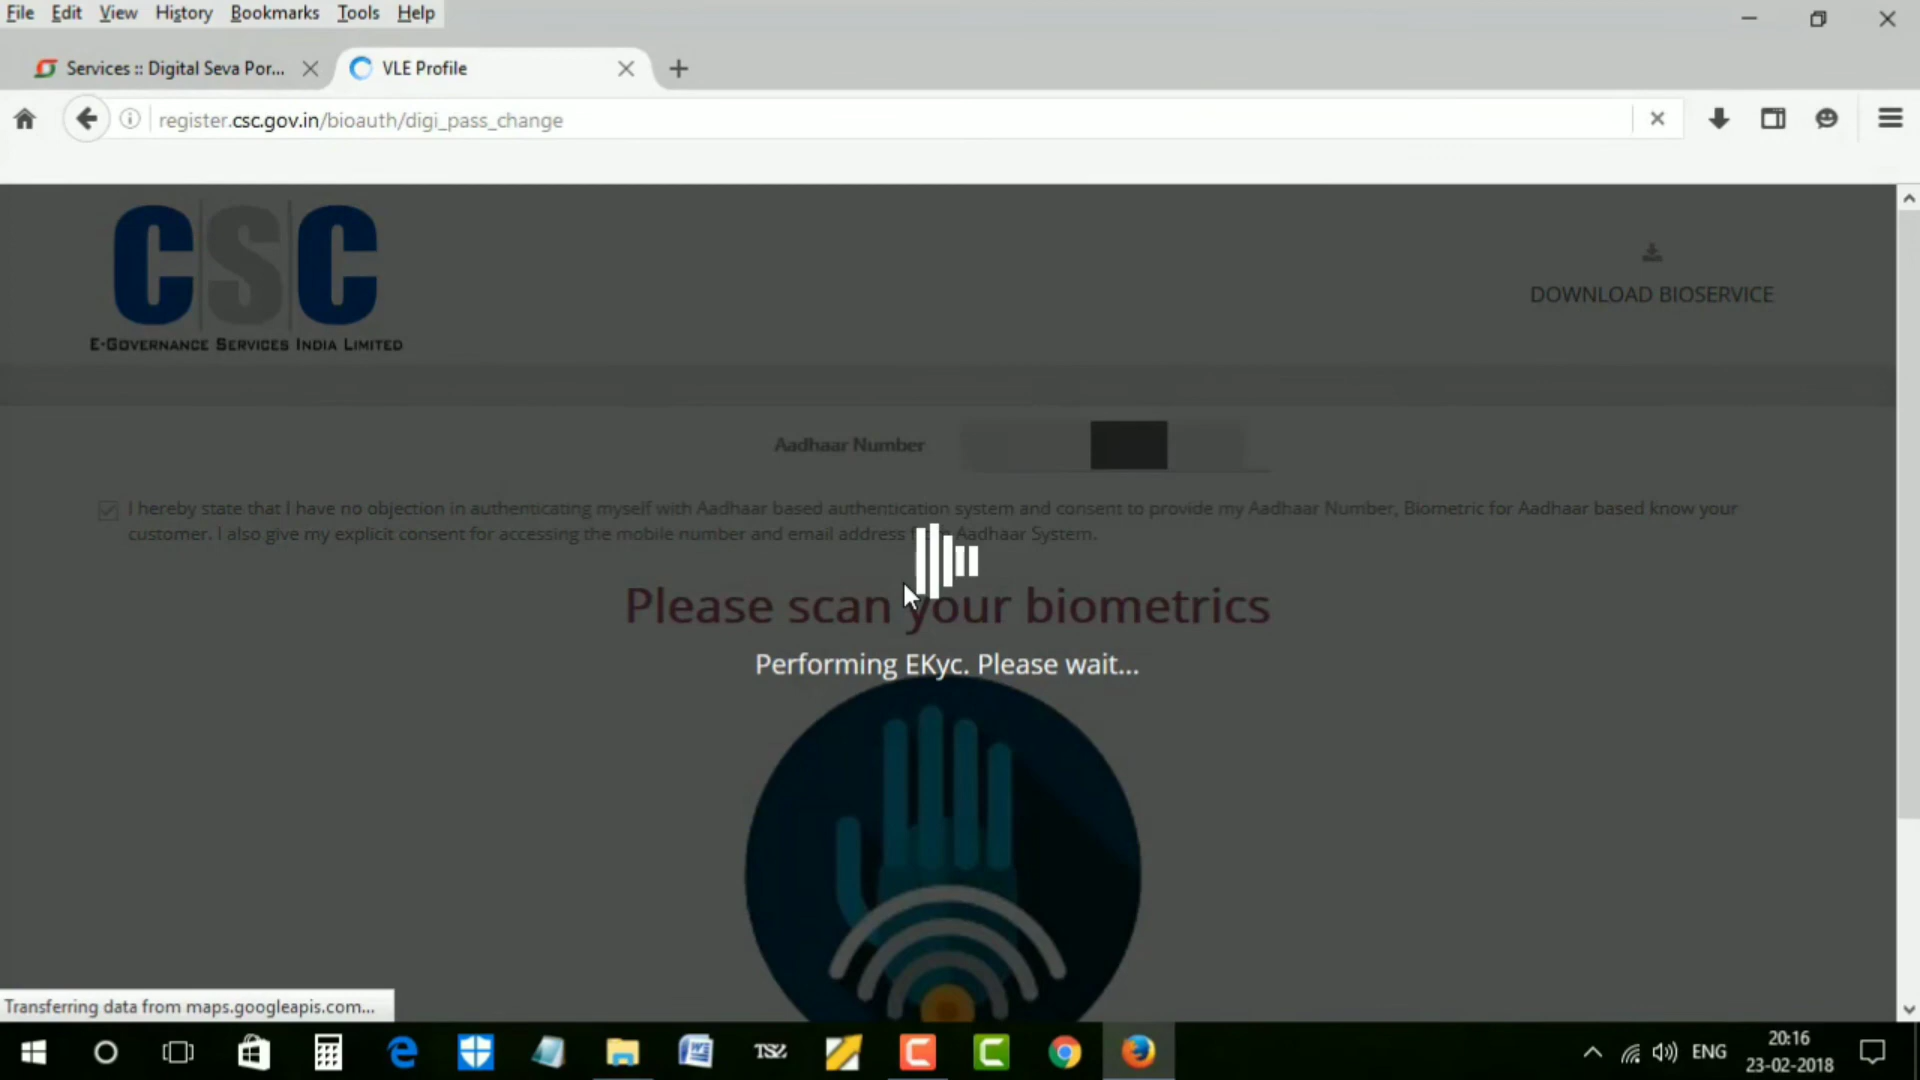 File Edit View History Bookmarks Tools Help
Services :: Digital Seva Por...
VLE Profile
register.csc.gov.in/bioauth/digi_pass_change
CSC
E-GOVERNANCE SERVICES INDIA LIMITED
DOWNLOAD BIOSERVICE
Aadhaar Number
I hereby state that I have no objection in authenticating myself with Aadhaar based authentication system and consent to provide my Aadhaar Number, Biometric for Aadhaar based know your
customer. I also give my explicit consent for accessing the mobile number and email address Aadhaar System.
Please scan your biometrics
Performing EKyc. Please wait...
Transferring data from maps.googleapis.com...
TS2
ENG
20:16
23-02-2018